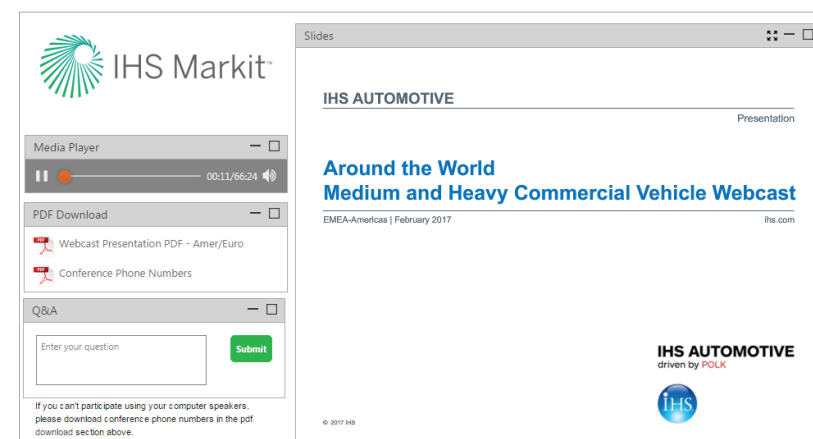 IHS Markit™
Media Player
00:11/66:24
PDF Download
Webcast Presentation PDF - Amer/Euro
Conference Phone Numbers
Q&A
Enter your question
Submit
If you can't participate using your computer speakers,
please download conference phone numbers in the pdf
download section above.
Slides
IHS AUTOMOTIVE
Presentation
Around the World
Medium and Heavy Commercial Vehicle Webcast
EMEA-Americas | February 2017
ihs.com
IHS AUTOMOTIVE
driven by POLK
IHS
© 2017 IHS